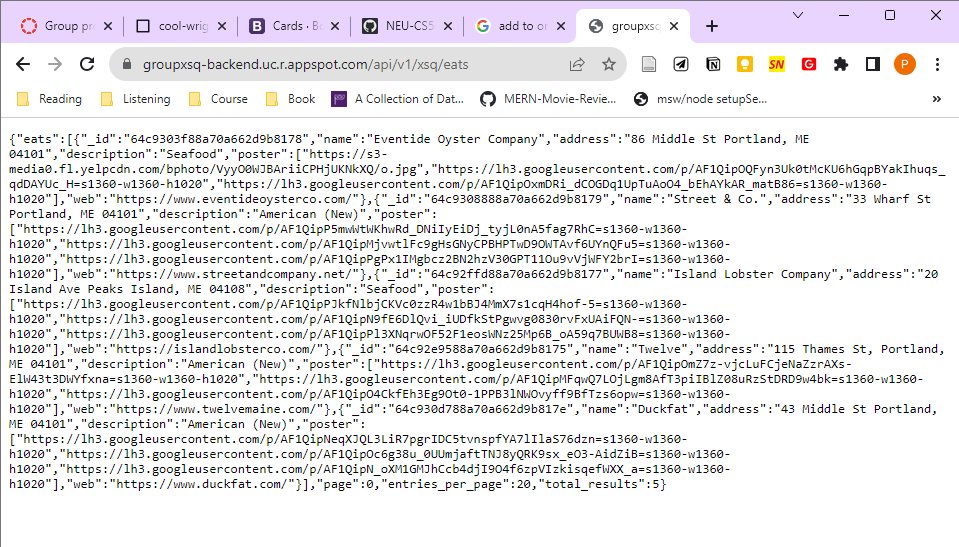 Group pr
cool-wrig
Cards · B
NEU-CS5
add to or
groupxsq
groupxsq-backend.uc.r.appspot.com/api/v1/xsq/eats
SN
G
P
Reading
Listening
Course
Book
A Collection of Dat...
MERN-Movie-Revie...
msw/node setupSe...
»
{"eats":[{"_id":"64c9303f88a70a662d9b8178","name":"Eventide Oyster Company","address":"86 Middle St Portland, ME
04101","description":"Seafood","poster":["https://s3-
media0.fl.yelpcdn.com/bphoto/VyyO0WJBAriiCPHjUKNkXQ/o.jpg","https://lh3.googleusercontent.com/p/AF1QipOQFyn3Uk0tMcKU6hGqpBYakIhuqs_
qdDAYUc_H=s1360-w1360-h1020","https://lh3.googleusercontent.com/p/AF1QipOxmDRi_dCOGDq1UpTuAoO4_bEhAYkAR_matB86=s1360-w1360-
h1020"],"web":"https://www.eventideoysterco.com/"},{"_id":"64c9308888a70a662d9b8179","name":"Street & Co.","address":"33 Wharf St
Portland, ME 04101","description":"American (New)","poster":
["https://lh3.googleusercontent.com/p/AF1QipP5mwWtWKhwRd_DNiIyEiDj_tyjL0nA5fag7RhC=s1360-w1360-
h1020","https://lh3.googleusercontent.com/p/AF1QipMjvwtlFc9gHsGNyCPBHPTwD9OWTAvf6UYnQFu5=s1360-w1360-
h1020","https://lh3.googleusercontent.com/p/AF1QipPgPx1IMgbcz2BN2hzV30GPT11Ou9vVjWFY2brI=s1360-w1360-
h1020"],"web":"https://www.streetandcompany.net/"},{"_id":"64c92ffd88a70a662d9b8177","name":"Island Lobster Company","address":"20
Island Ave Peaks Island, ME 04108","description":"Seafood","poster":
["https://lh3.googleusercontent.com/p/AF1QipPJkfNlbjCKVc0zzR4w1bBJ4MmX7s1cqH4hof-5=s1360-w1360-
h1020","https://lh3.googleusercontent.com/p/AF1QipN9fE6DlQvi_iUDfkStPgwvg0830rvFxUAiFQN-=s1360-w1360-
h1020","https://lh3.googleusercontent.com/p/AF1QipPl3XNqrwOF52F1eosWNz25Mp6B_oA59q7BUWB8=s1360-w1360-
h1020"],"web":"https://islandlobsterco.com/"},{"_id":"64c92e9588a70a662d9b8175","name":"Twelve","address":"115 Thames St, Portland,
ME 04101","description":"American (New)","poster":["https://lh3.googleusercontent.com/p/AF1QipOmZ7z-vjcLuFCjeNaZzrAXs-
ElW43t3DWYfxna=s1360-w1360-h1020","https://lh3.googleusercontent.com/p/AF1QipMFqwQ7LOjLgm8AfT3piIBlZ08uRzStDRD9w4bk=s1360-w1360-
h1020","https://lh3.googleusercontent.com/p/AF1QipO4CkfEh3Eg9Ot0-1PPB3lNWOvyff9BfTzs6opw=s1360-w1360-
h1020"],"web":"https://www.twelvemaine.com/"},{"_id":"64c930d788a70a662d9b817e","name":"Duckfat","address":"43 Middle St Portland,
ME 04101","description":"American (New)","poster":
["https://lh3.googleusercontent.com/p/AF1QipNeqXJQL3LiR7pgrIDC5tvnspfYA7lIlaS76dzn=s1360-w1360-
h1020","https://lh3.googleusercontent.com/p/AF1QipOc6g38u_0UUmjaftTNJ8yQRK9sx_eO3-AidZiB=s1360-w1360-
h1020","https://lh3.googleusercontent.com/p/AF1QipN_oXM1GMJhCcb4djI9O4f6zpVIzkisqefWXX_a=s1360-w1360-
h1020"],"web":"https://www.duckfat.com/"}],"page":0,"entries_per_page":20,"total_results":5}